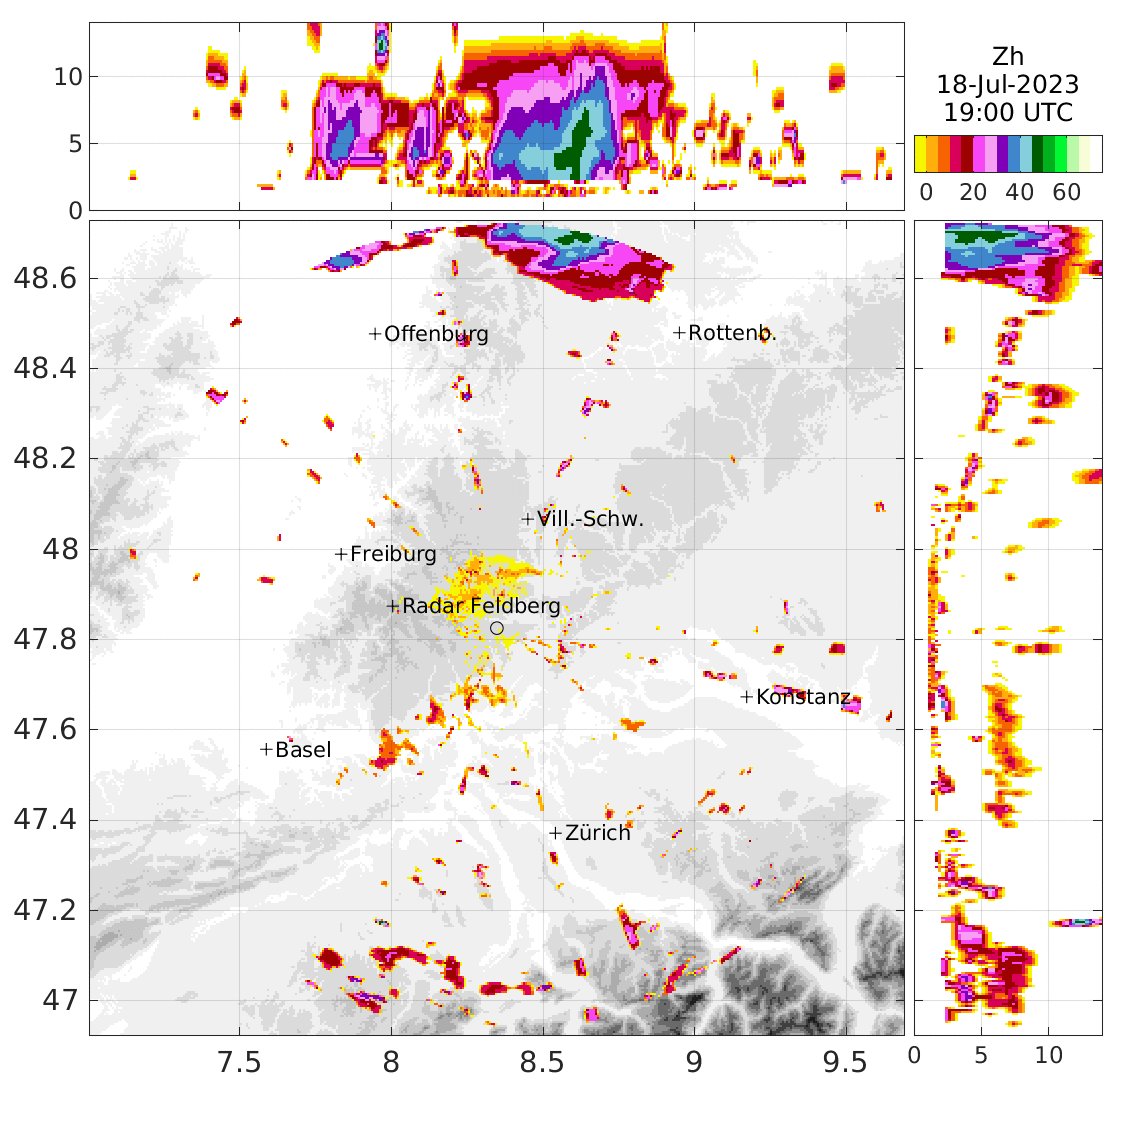 10
5
0
Zh
18-Jul-2023
19:00 UTC
0 20 40 60
48.6
Offenburg
Rottenb.
48.4
48.2
Vill.-Schw.
48
Freiburg
Radar Feldberg
47.8
Konstanz
47.6
Basel
47.4
Zürich
47.2
47
7.5 8 8.5 9 9.5
0 5 10